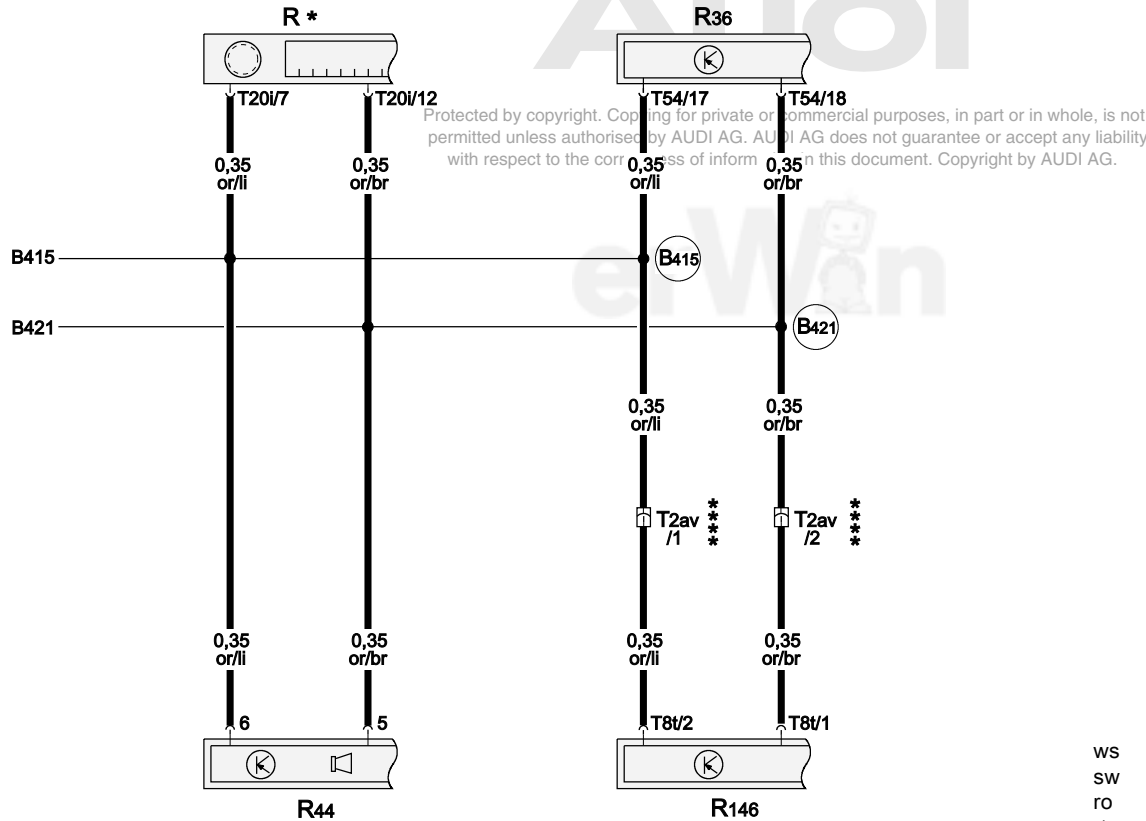 AUDI
R * R36
T20i/7 T20i/12 T54/17 T54/18
Protected by copyright. Copying for private or commercial purposes, in part or in whole, is not
permitted unless authorised by AUDI AG. AUDI AG does not guarantee or accept any liability
with respect to the correctness of information in this document. Copyright by AUDI AG.
0,35 0,35 0,35 0,35
or/li or/br or/li or/br
erWin
B415 B415
B421 B421
0,35 0,35
or/li or/br
T2av **** T2av ****
/1 /2
0,35 0,35 0,35 0,35
or/li or/br or/li or/br
6 5 T8t/2 T8t/1
R44 R146
ws
sw
ro